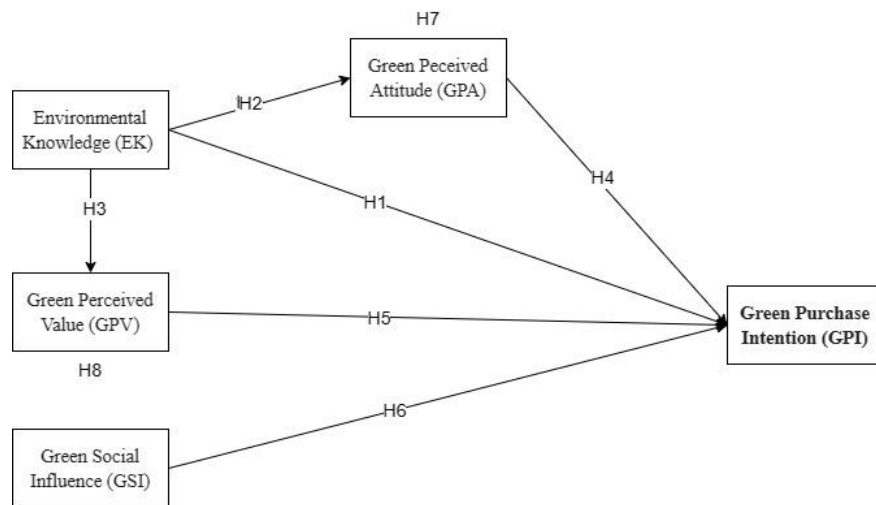 H7
Green Peceived
Attitude (GPA)
H2
Environmental
Knowledge (EK)
H4
H1
H3
Green Perceived
Value (GPV)
H5
Green Purchase
Intention (GPI)
H8
H6
Green Social
Influence (GSI)